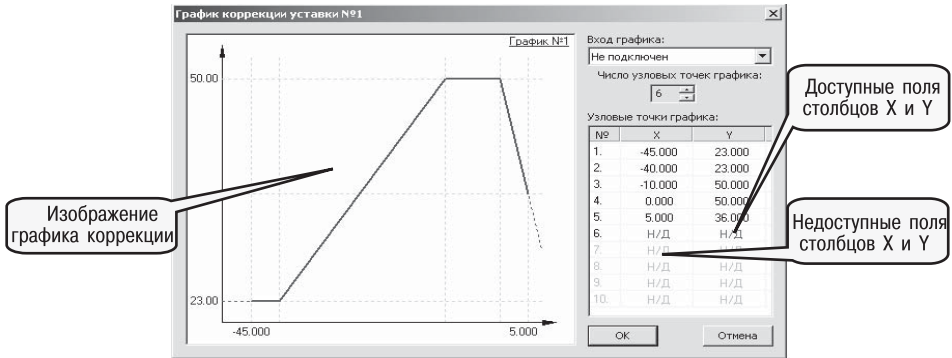 График коррекции уставки №1
График №1
50.00
23.00
-45.000
5.000
Вход графика:
Не подключен
Число узловых точек графика:
6
Узловые точки графика:
№ X Y
1. -45.000 23.000
2. -40.000 23.000
3. -10.000 50.000
4. 0.000 50.000
5. 5.000 36.000
6. Н/Д Н/Д
7. Н/Д Н/Д
8. Н/Д Н/Д
9. Н/Д Н/Д
10. Н/Д Н/Д
OK
Отмена
Изображение
графика коррекции
Доступные поля
столбцов X и Y
Недоступные поля
столбцов X и Y